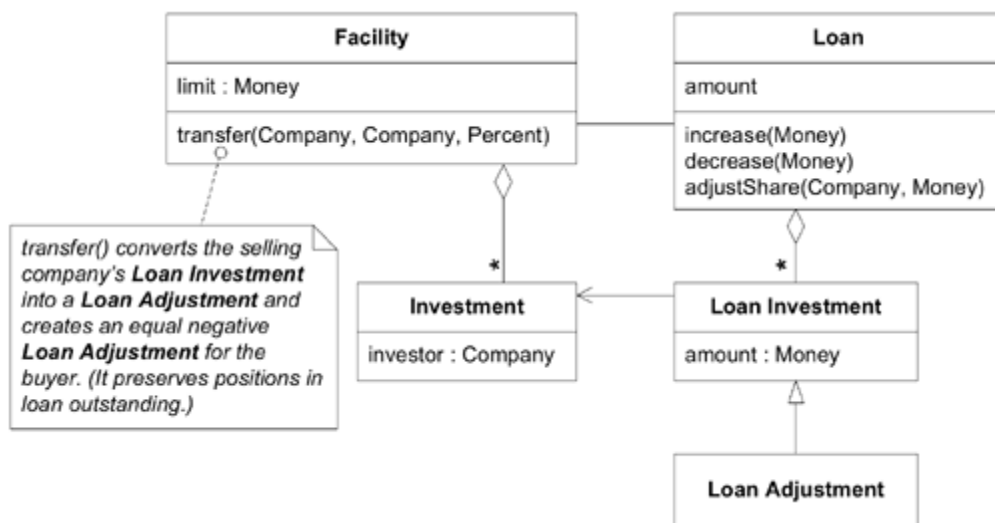 Facility
limit : Money
transfer(Company, Company, Percent)
Loan
amount
increase(Money)
decrease(Money)
adjustShare(Company, Money)
transfer() converts the selling
company's Loan Investment
into a Loan Adjustment and
creates an equal negative
Loan Adjustment for the
buyer. (It preserves positions in
loan outstanding.)
*
Investment
investor : Company
*
Loan Investment
amount : Money
Loan Adjustment